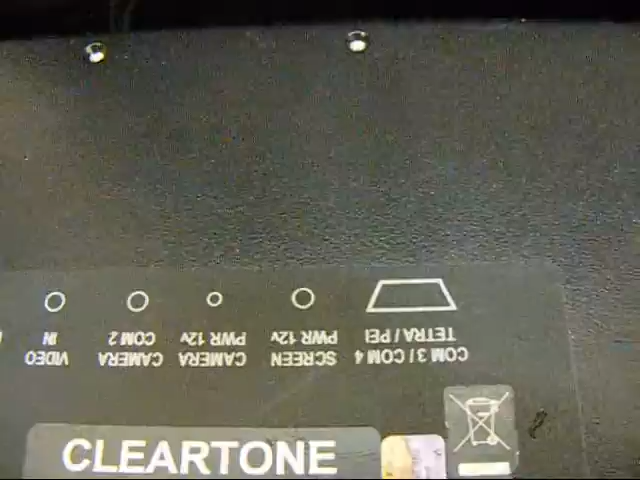 COM 3 / COM 4
TETRA / PEI
SCREEN
PWR 12v
CAMERA
PWR 12v
CAMERA
COM 2
VIDEO
IN
CLEARTONE